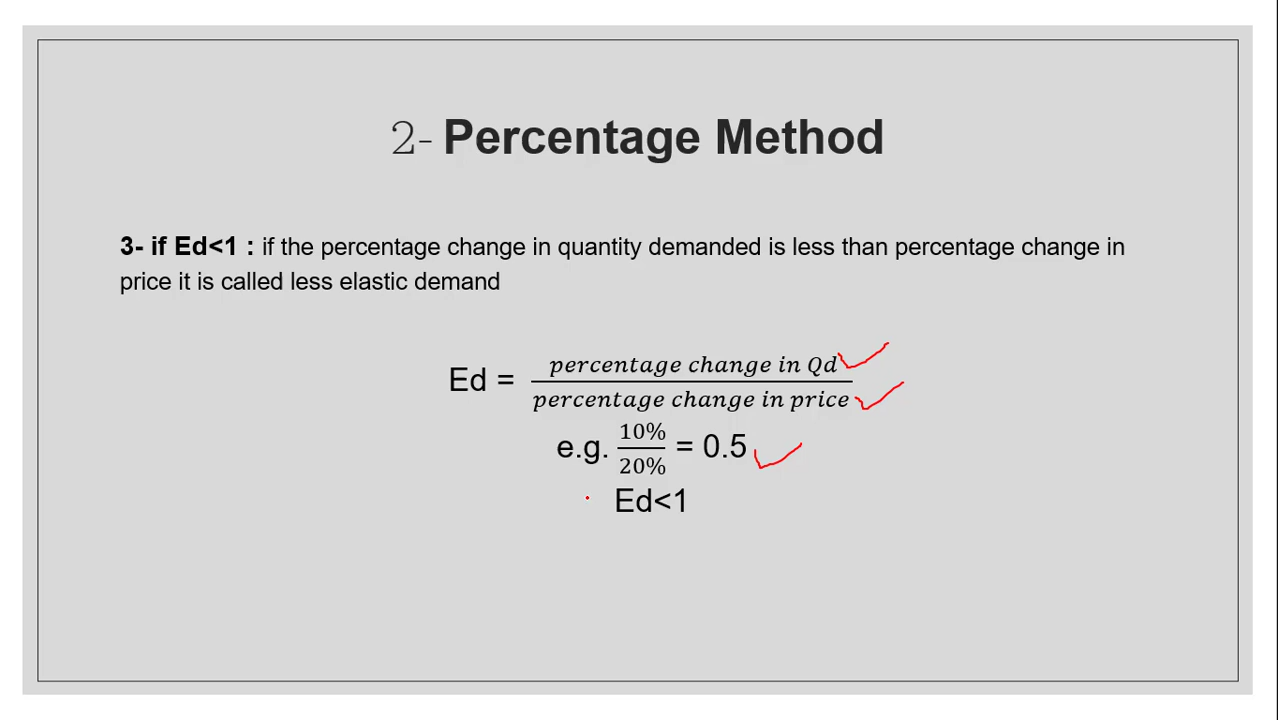 2- Percentage Method
3- if Ed<1 : if the percentage change in quantity demanded is less than percentage change in
price it is called less elastic demand
Ed = percentage change in Qd / percentage change in price
e.g. 10% / 20% = 0.5
Ed<1